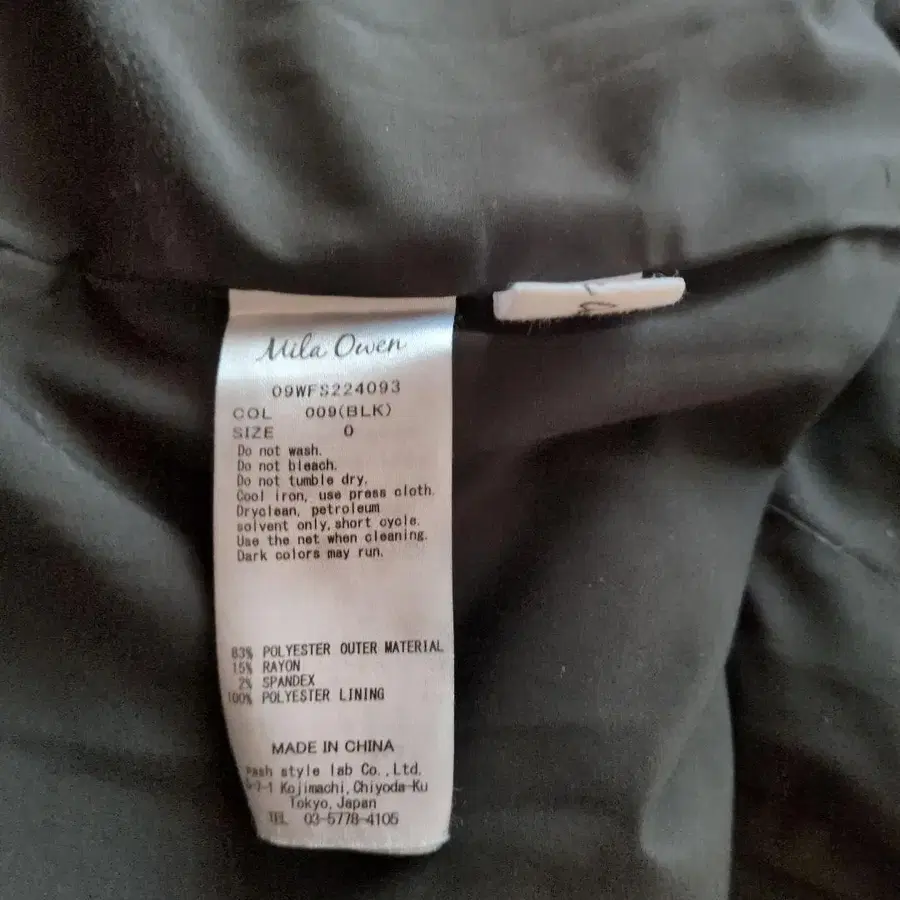 Mila Owen
09WFS224093
COL 009(BLK)
SIZE 0
Do not wash.
Do not bleach.
Do not tumble dry.
Cool iron, use press cloth.
Dryclean, petroleum
solvent only, short cycle.
Use the net when cleaning.
Dark colors may run.
83% POLYESTER OUTER MATERIAL
15% RAYON
2% SPANDEX
100% POLYESTER LINING
MADE IN CHINA
style lab Co.,Ltd.
Kojimachi,Chiyoda-Ku
Tokyo,Japan
TEL 03-5778-4105